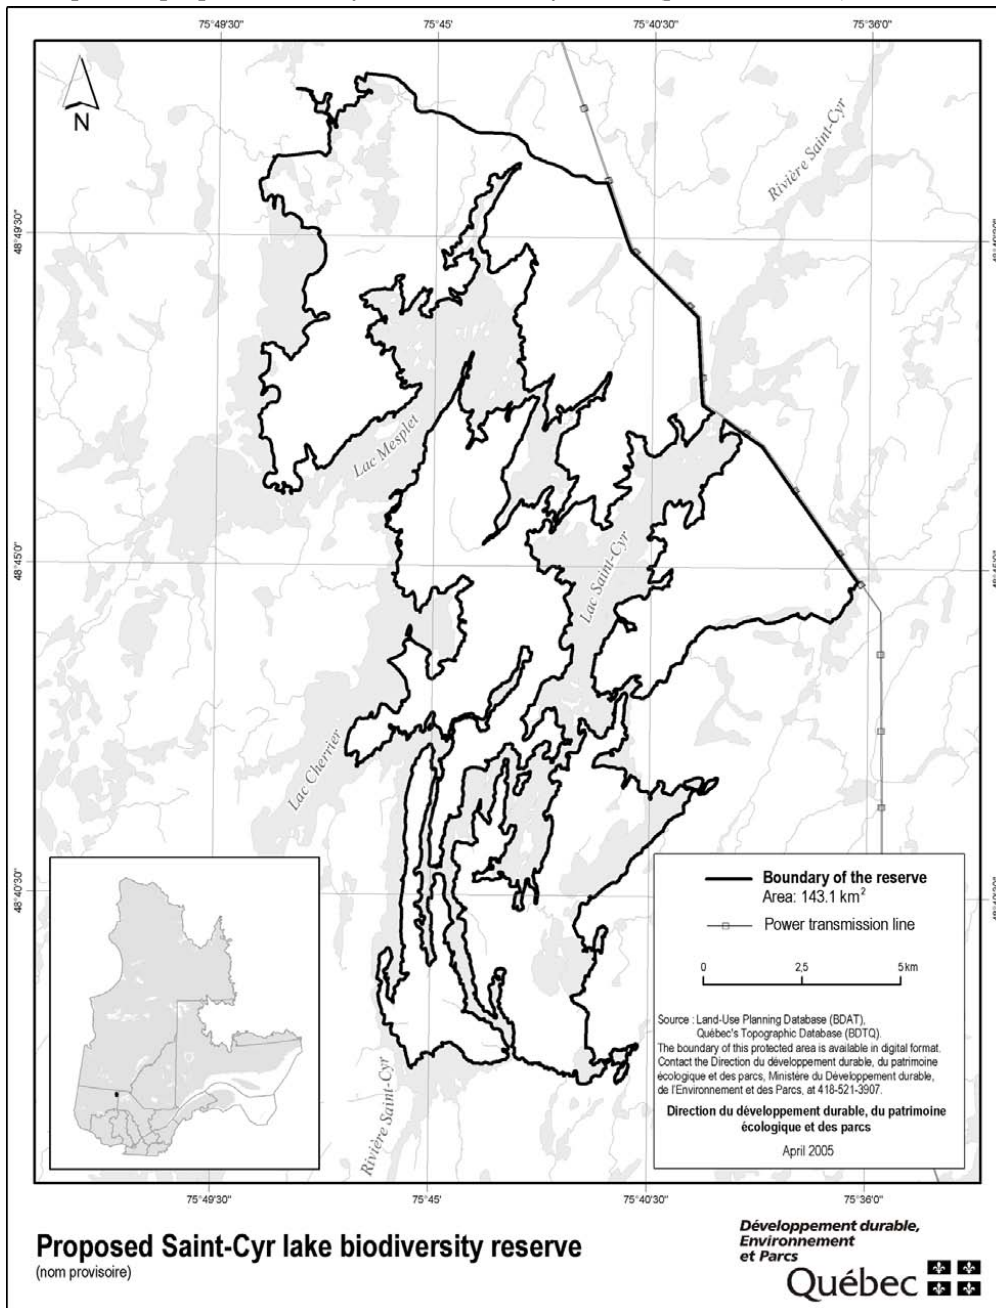 75°49'30" 75°45' 75°40'30" 75°36'0"
N
Rivière Saint-Cyr
48°49'30"
Lac Mesplet
48°45'0"
Lac Saint-Cyr
Lac Cherrier
48°40'30"
Boundary of the reserve
Area: 143.1 km²
Power transmission line
0 2,5 5 km
Source : Land-Use Planning Database (BDAT),
Québec's Topographic Database (BDTQ).
The boundary of this protected area is available in digital format.
Contact the Direction du développement durable, du patrimoine
écologique et des parcs, Ministère du Développement durable,
de l'Environnement et des Parcs, at 418-521-3907.
Direction du développement durable, du patrimoine
écologique et des parcs
April 2005
Rivière Saint-Cyr
75°49'30" 75°45' 75°40'30" 75°36'0"
Proposed Saint-Cyr lake biodiversity reserve
(nom provisoire)
Développement durable,
Environnement
et Parcs
Québec